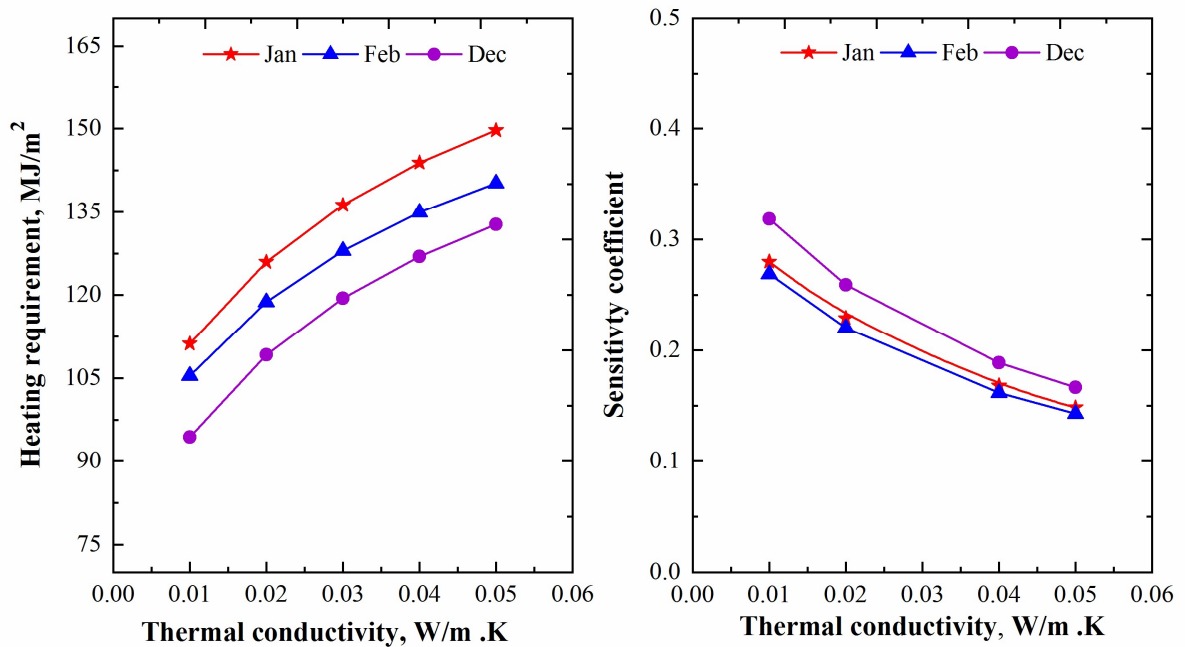 Heating requirement, MJ/m²
165
150
135
120
105
90
75
Jan Feb Dec
0.00 0.01 0.02 0.03 0.04 0.05 0.06
Thermal conductivity, W/m .K
Sensitivty coefficient
0.5
0.4
0.3
0.2
0.1
0.0
Jan Feb Dec
0.00 0.01 0.02 0.03 0.04 0.05 0.06
Thermal conductivity, W/m .K